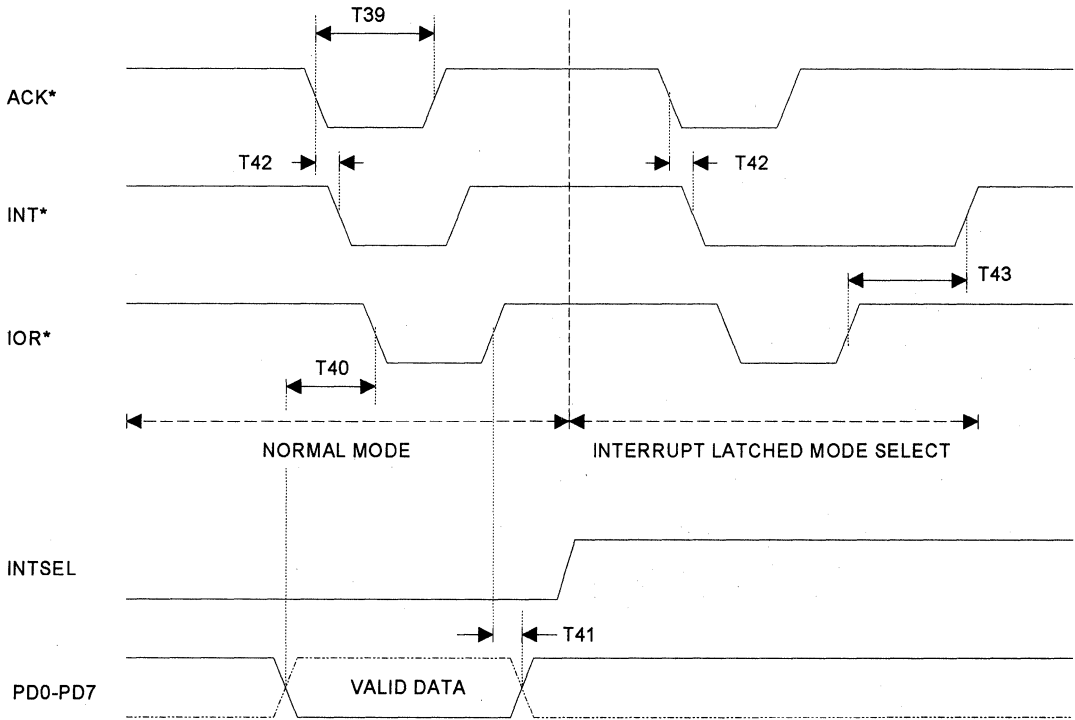 T39
ACK*
T42
T42
INT*
T43
IOR*
T40
NORMAL MODE
INTERRUPT LATCHED MODE SELECT
INTSEL
T41
PD0-PD7
VALID DATA